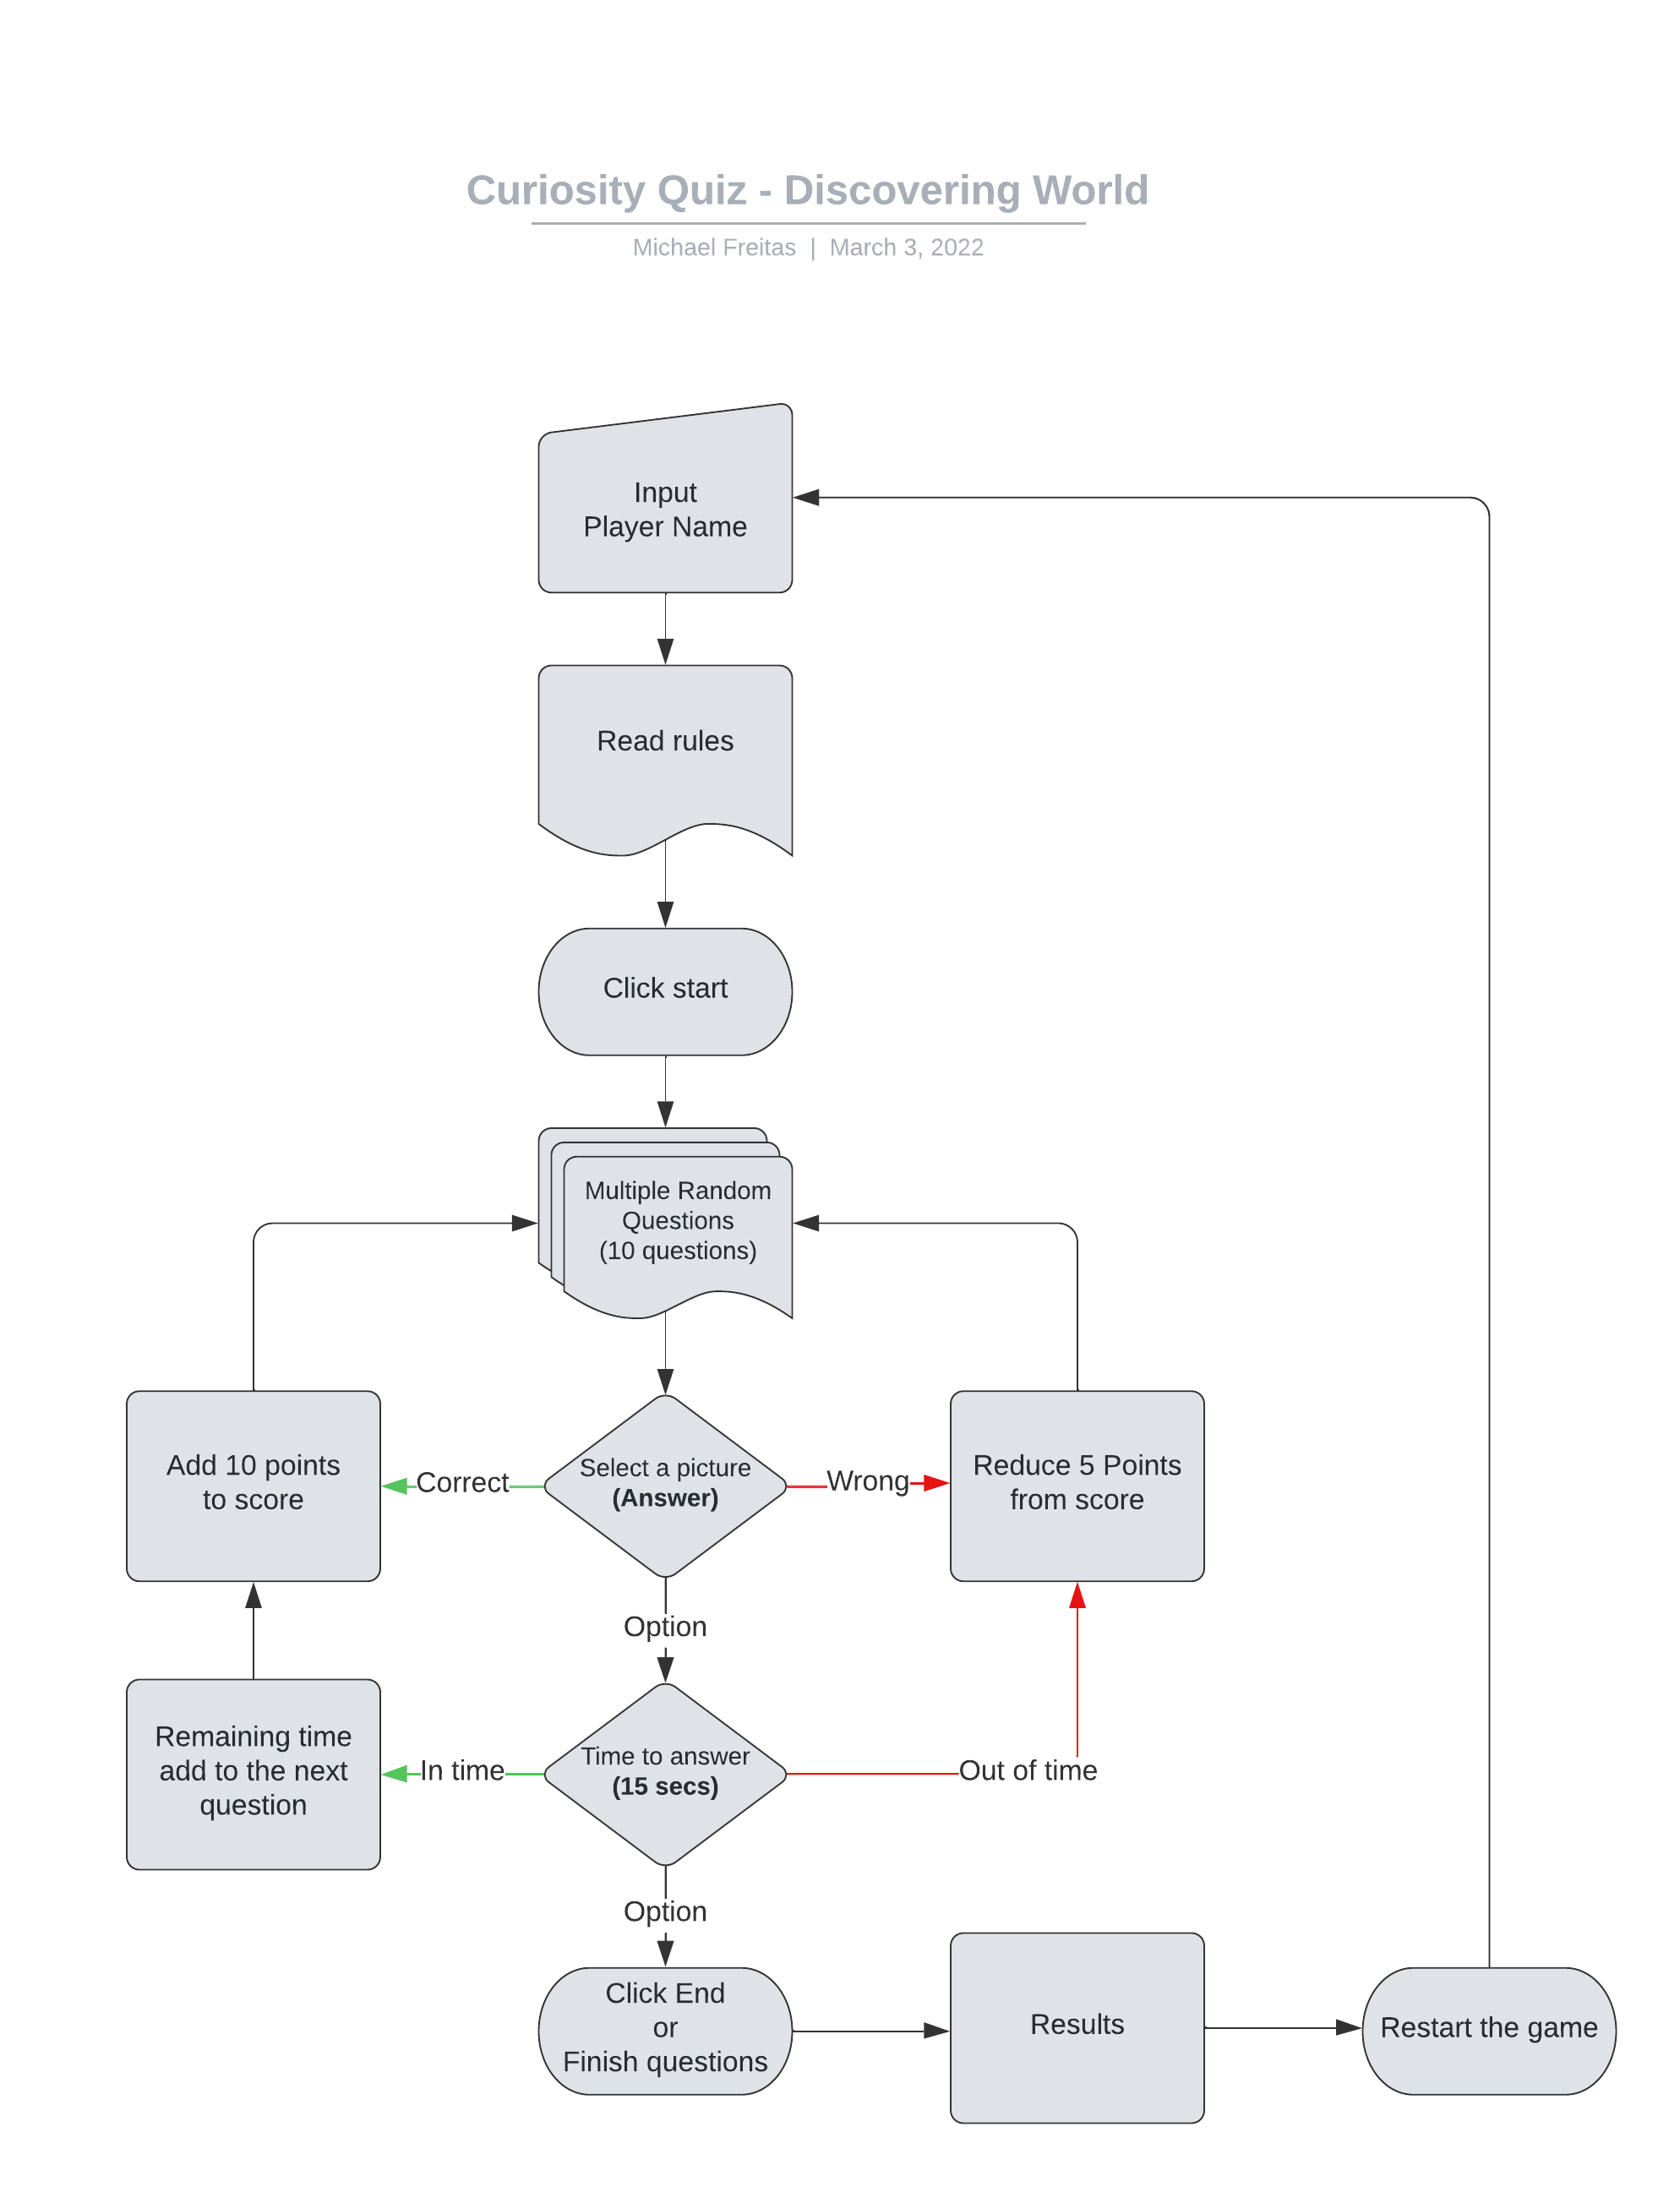 Curiosity Quiz - Discovering World
Michael Freitas | March 3, 2022
Input
Player Name
Read rules
Click start
Multiple Random
Questions
(10 questions)
Add 10 points
to score
Correct
Select a picture
(Answer)
Wrong
Reduce 5 Points
from score
Option
Remaining time
add to the next
question
In time
Time to answer
(15 secs)
Out of time
Option
Click End
or
Finish questions
Results
Restart the game